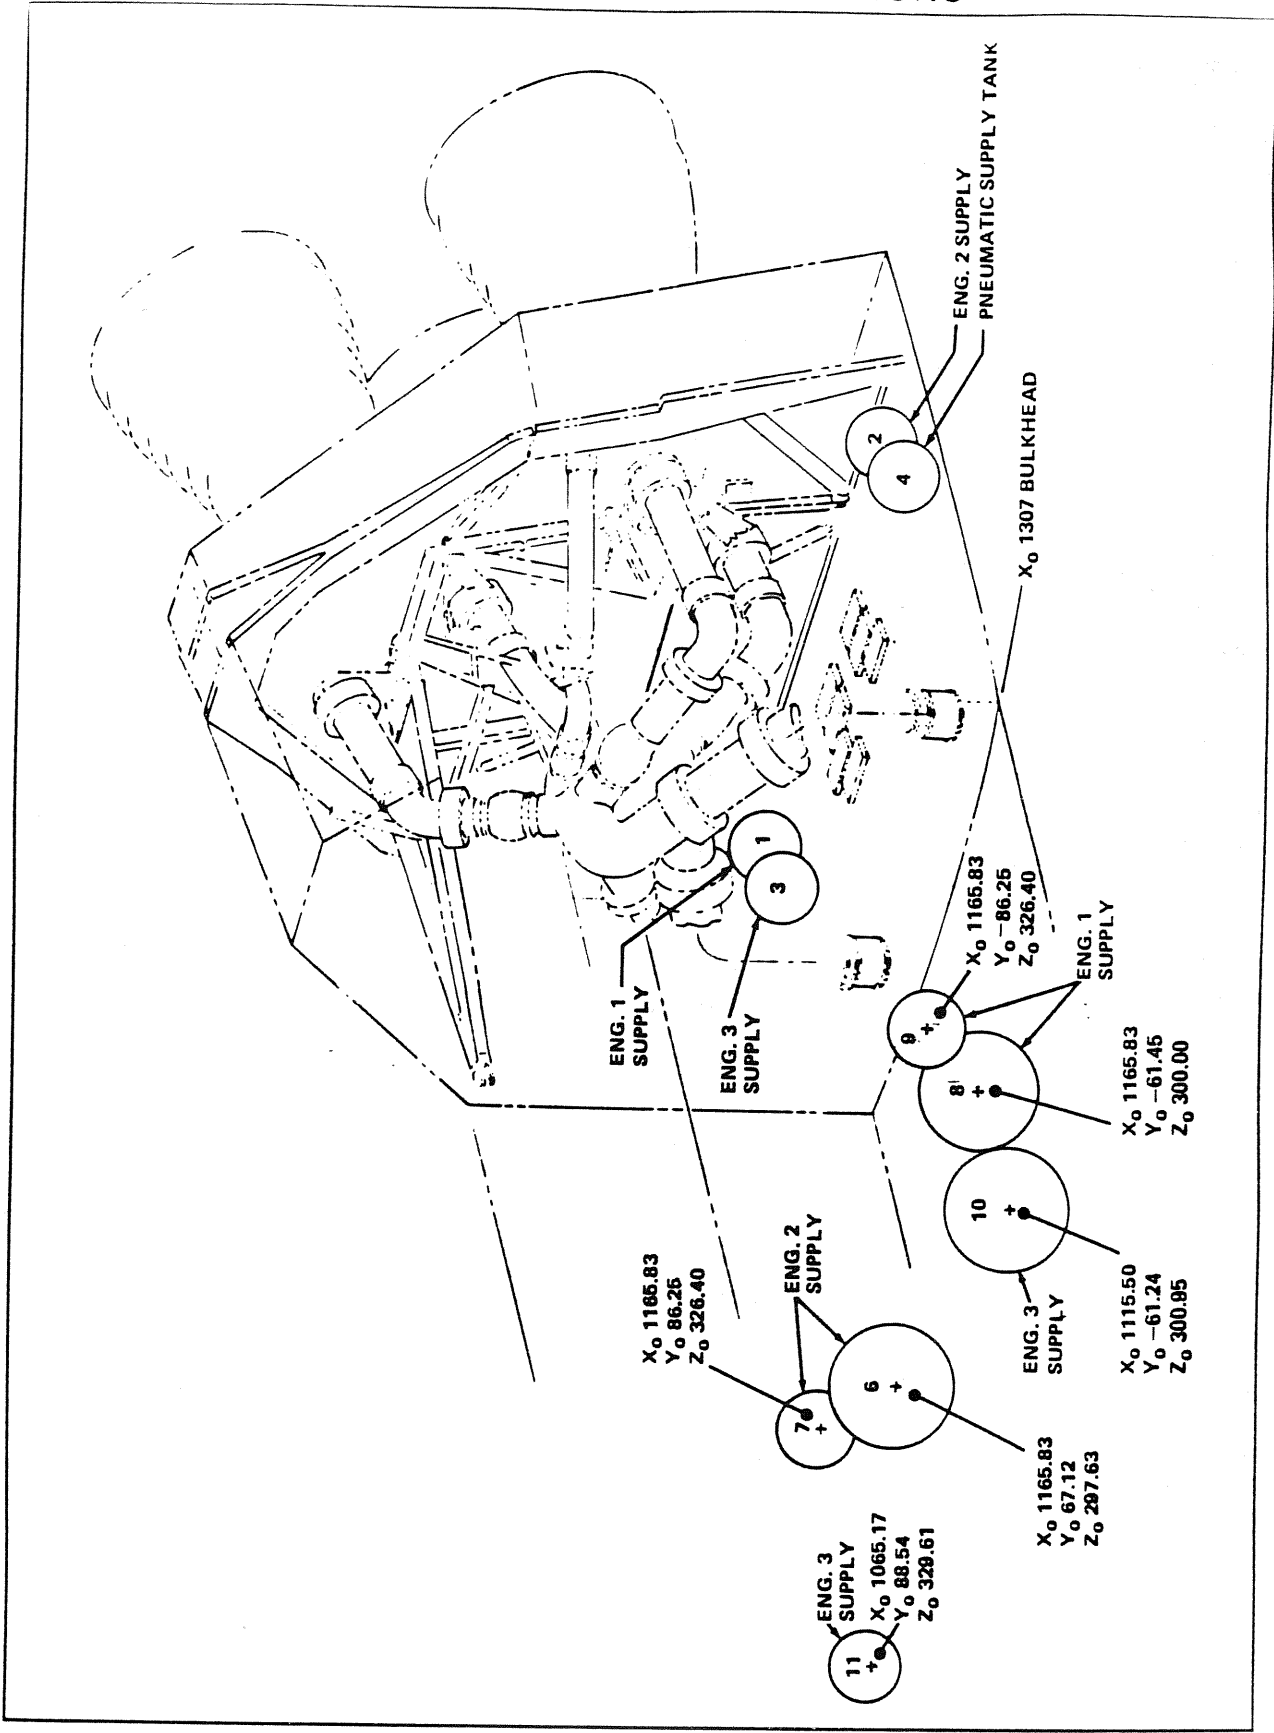 ENG. 3
SUPPLY
X₀ 1065.17
Y₀ 88.54
Z₀ 329.61
11
X₀ 1165.83
Y₀ 86.25
Z₀ 326.40
7
ENG. 2
SUPPLY
6
X₀ 1165.83
Y₀ 67.12
Z₀ 297.63
10
ENG. 3
SUPPLY
X₀ 1115.50
Y₀ -61.24
Z₀ 300.95
ENG. 1
SUPPLY
ENG. 3
SUPPLY
1
3
9
8
X₀ 1165.83
Y₀ -86.25
Z₀ 326.40
ENG. 1
SUPPLY
X₀ 1165.83
Y₀ -61.45
Z₀ 300.00
X₀ 1307 BULKHEAD
2
4
ENG. 2 SUPPLY
PNEUMATIC SUPPLY TANK